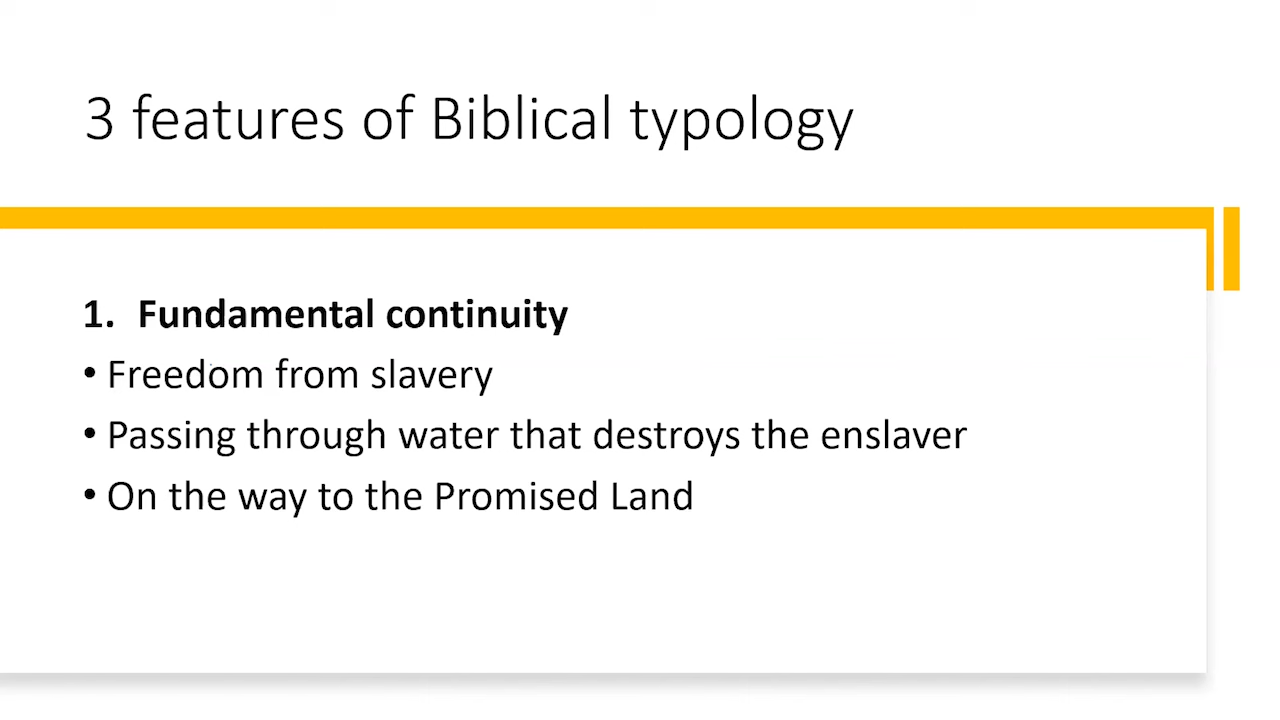 3 features of Biblical typology
1. Fundamental continuity
• Freedom from slavery
• Passing through water that destroys the enslaver
• On the way to the Promised Land